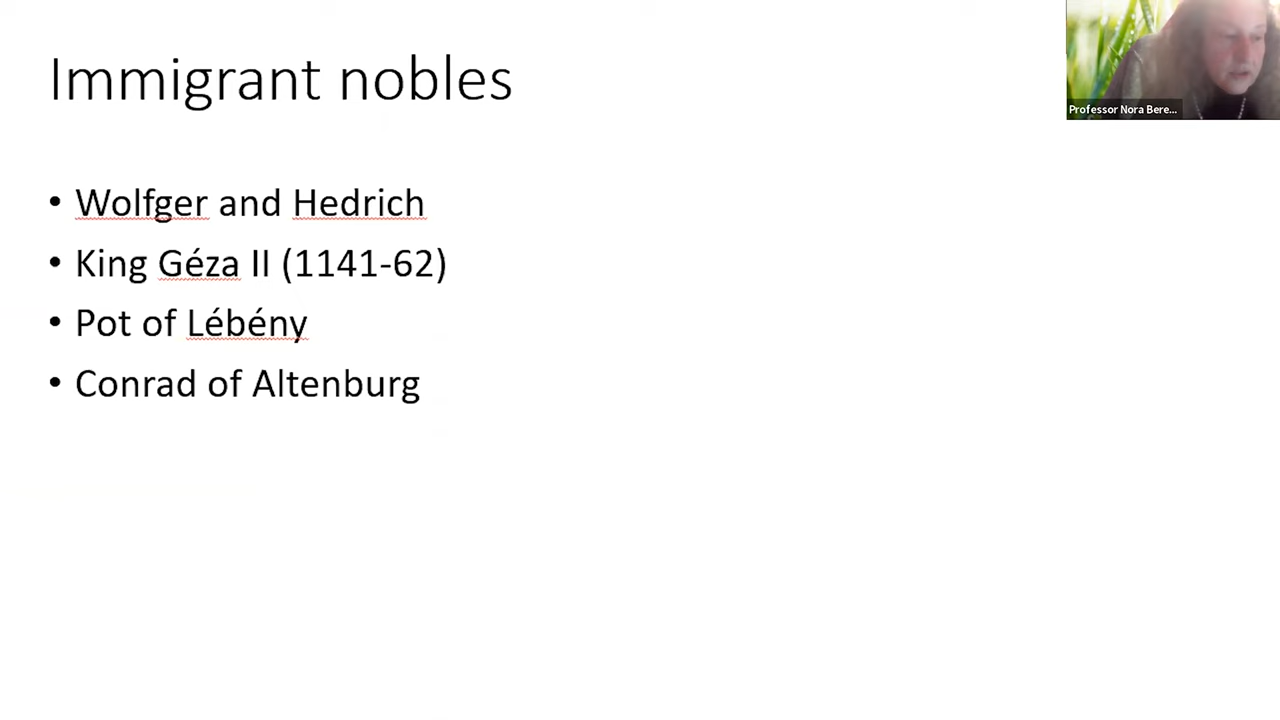 Immigrant nobles
Professor Nora Bere...
• Wolfger and Hedrich
• King Géza II (1141-62)
• Pot of Lébény
• Conrad of Altenburg